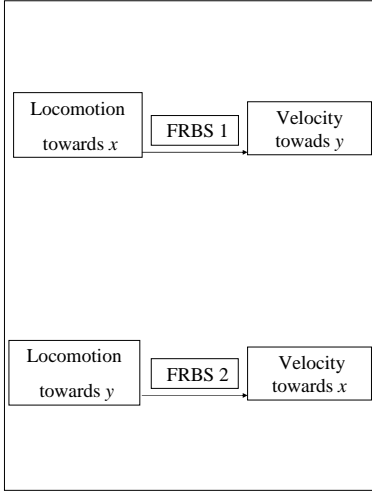 Locomotion
towards x
FRBS 1
Velocity
towads y
Locomotion
towards y
FRBS 2
Velocity
towards x